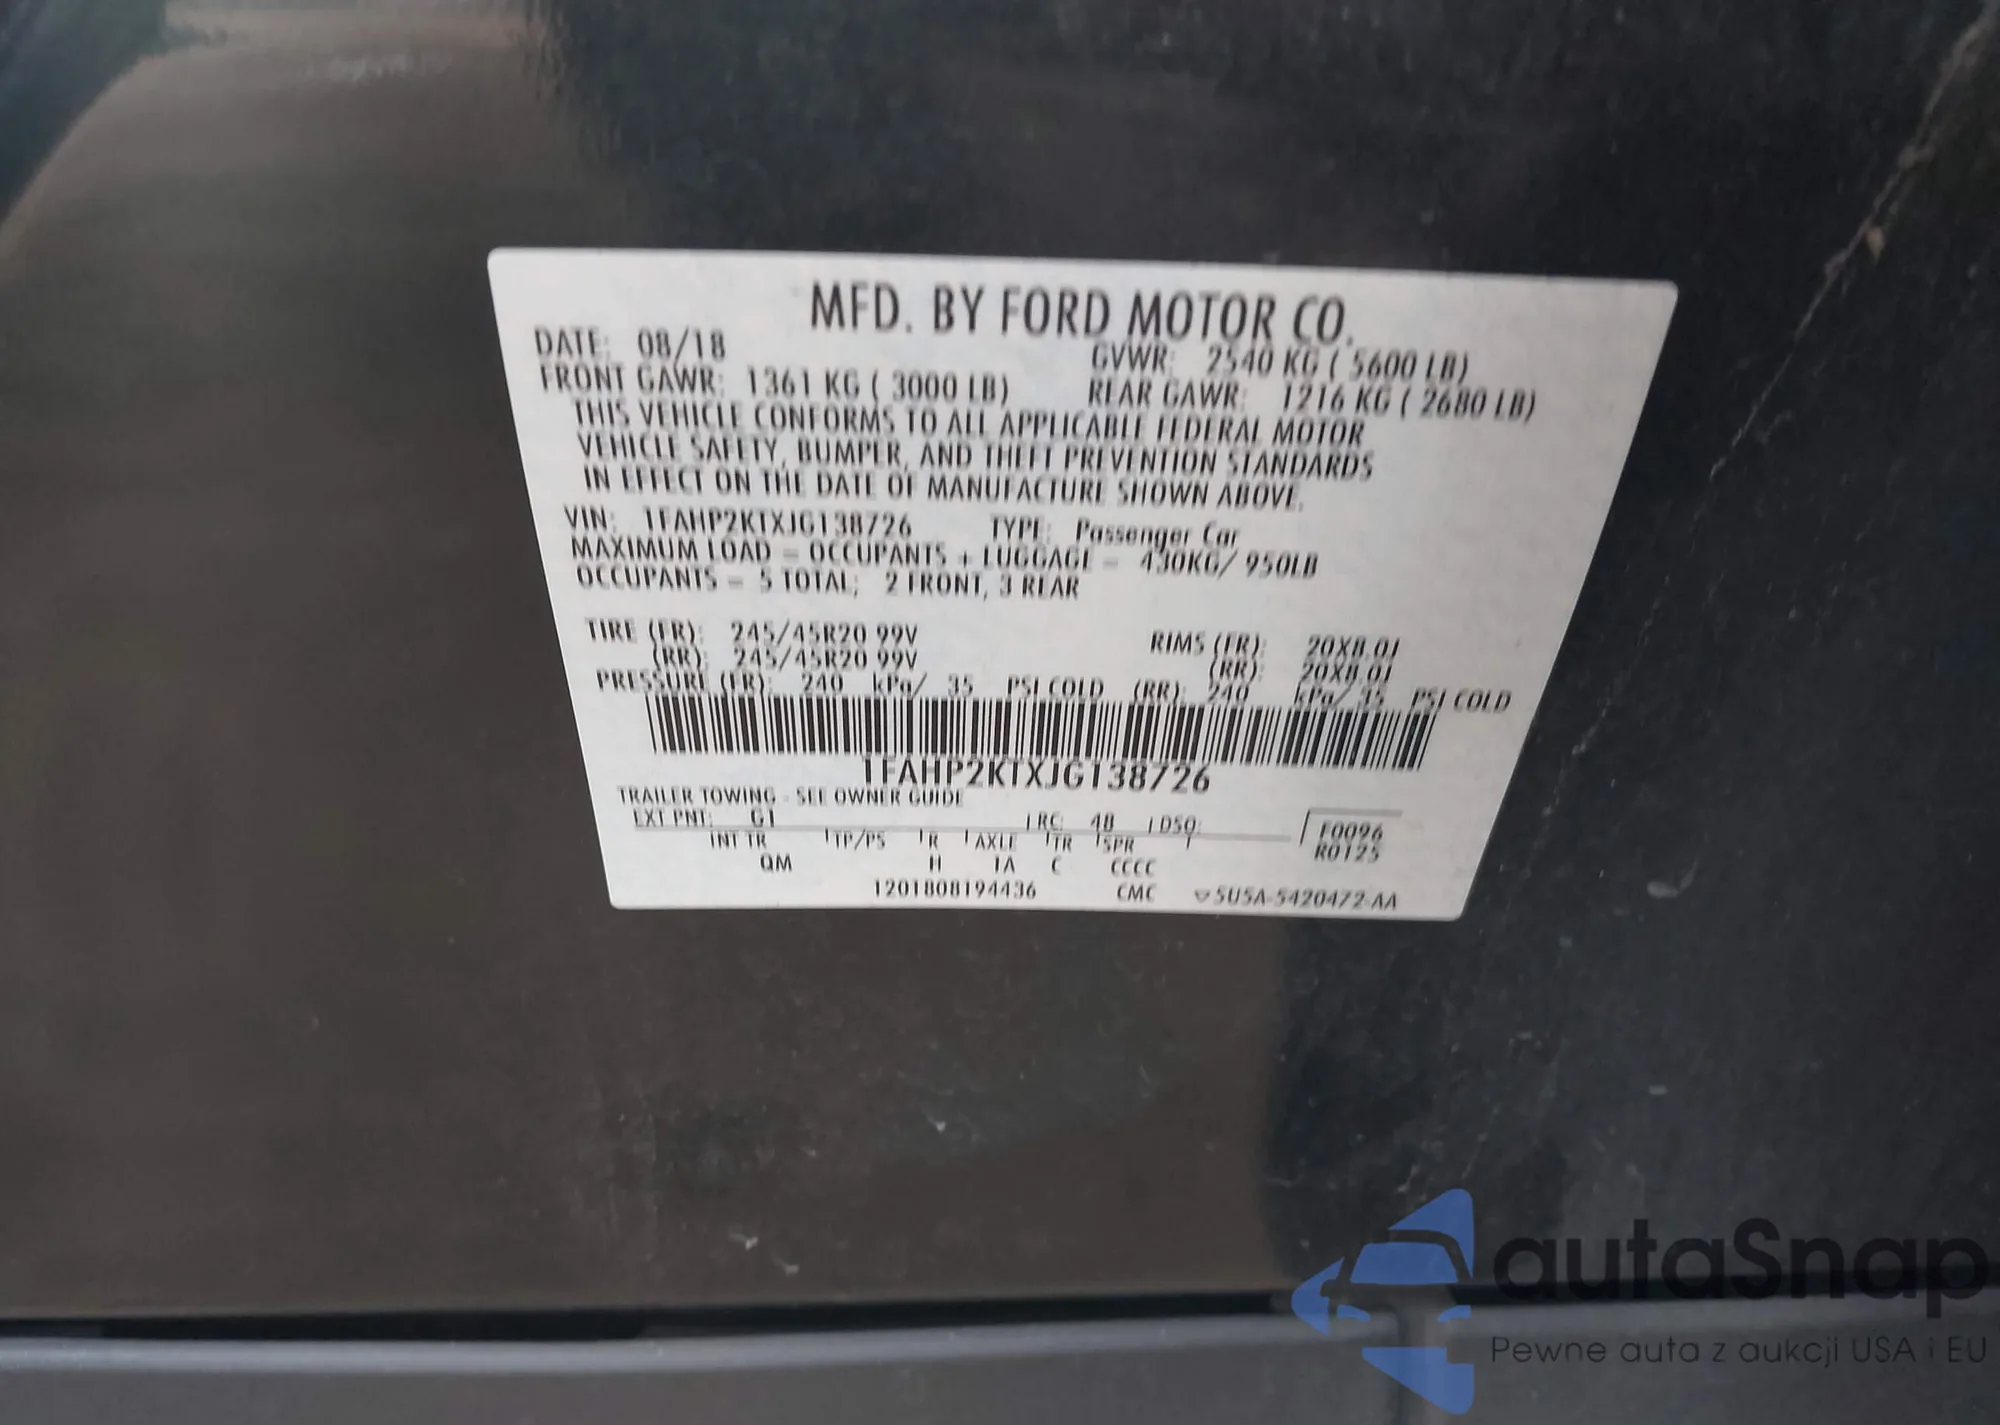 MFD. BY FORD MOTOR CO.
DATE: 08/18 GVWR: 2540 KG ( 5600 LB)
FRONT GAWR: 1361 KG ( 3000 LB) REAR GAWR: 1216 KG ( 2680 LB)
THIS VEHICLE CONFORMS TO ALL APPLICABLE FEDERAL MOTOR
VEHICLE SAFETY, BUMPER, AND THEFT PREVENTION STANDARDS
IN EFFECT ON THE DATE OF MANUFACTURE SHOWN ABOVE.
VIN: 1FAHP2KTXJG138726 TYPE: Passenger Car
MAXIMUM LOAD = OCCUPANTS + LUGGAGE = 430KG/ 950LB
OCCUPANTS = 5 TOTAL; 2 FRONT, 3 REAR
TIRE (FR): 245/45R20 99V RIMS (FR): 20X8.0J
(RR): 245/45R20 99V (RR): 20X8.0J
PRESSURE (FR): 240 kPa/ 35 PSI COLD (RR): 240 kPa/ 35 PSI COLD
1FAHP2KTXJG138726
TRAILER TOWING - SEE OWNER GUIDE
EXT PNT: G1 RC: 48 DSO: F0096
INT TR TP/PS R AXLE TR SPR R0125
QM H 1A C CCCC
1201808194436 CMC ▽5U5A-5420472-AA
autaSnap
Pewne auta z aukcji USA i EU